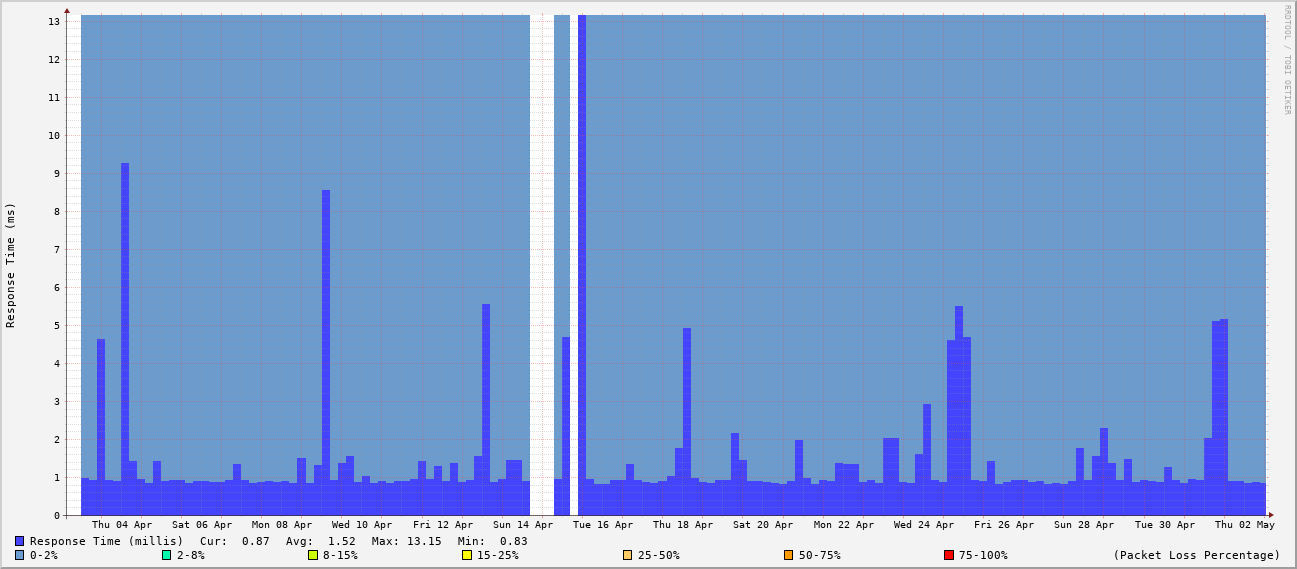 RRDTOOL / TOBI OETIKER
Response Time (ms)
13
12
11
10
9
8
7
6
5
4
3
2
1
0
Thu 04 Apr Sat 06 Apr Mon 08 Apr Wed 10 Apr Fri 12 Apr Sun 14 Apr Tue 16 Apr Thu 18 Apr Sat 20 Apr Mon 22 Apr Wed 24 Apr Fri 26 Apr Sun 28 Apr Tue 30 Apr Thu 02 May
Response Time (millis) Cur: 0.87 Avg: 1.52 Max: 13.15 Min: 0.83
0-2% 2-8% 8-15% 15-25% 25-50% 50-75% 75-100% (Packet Loss Percentage)